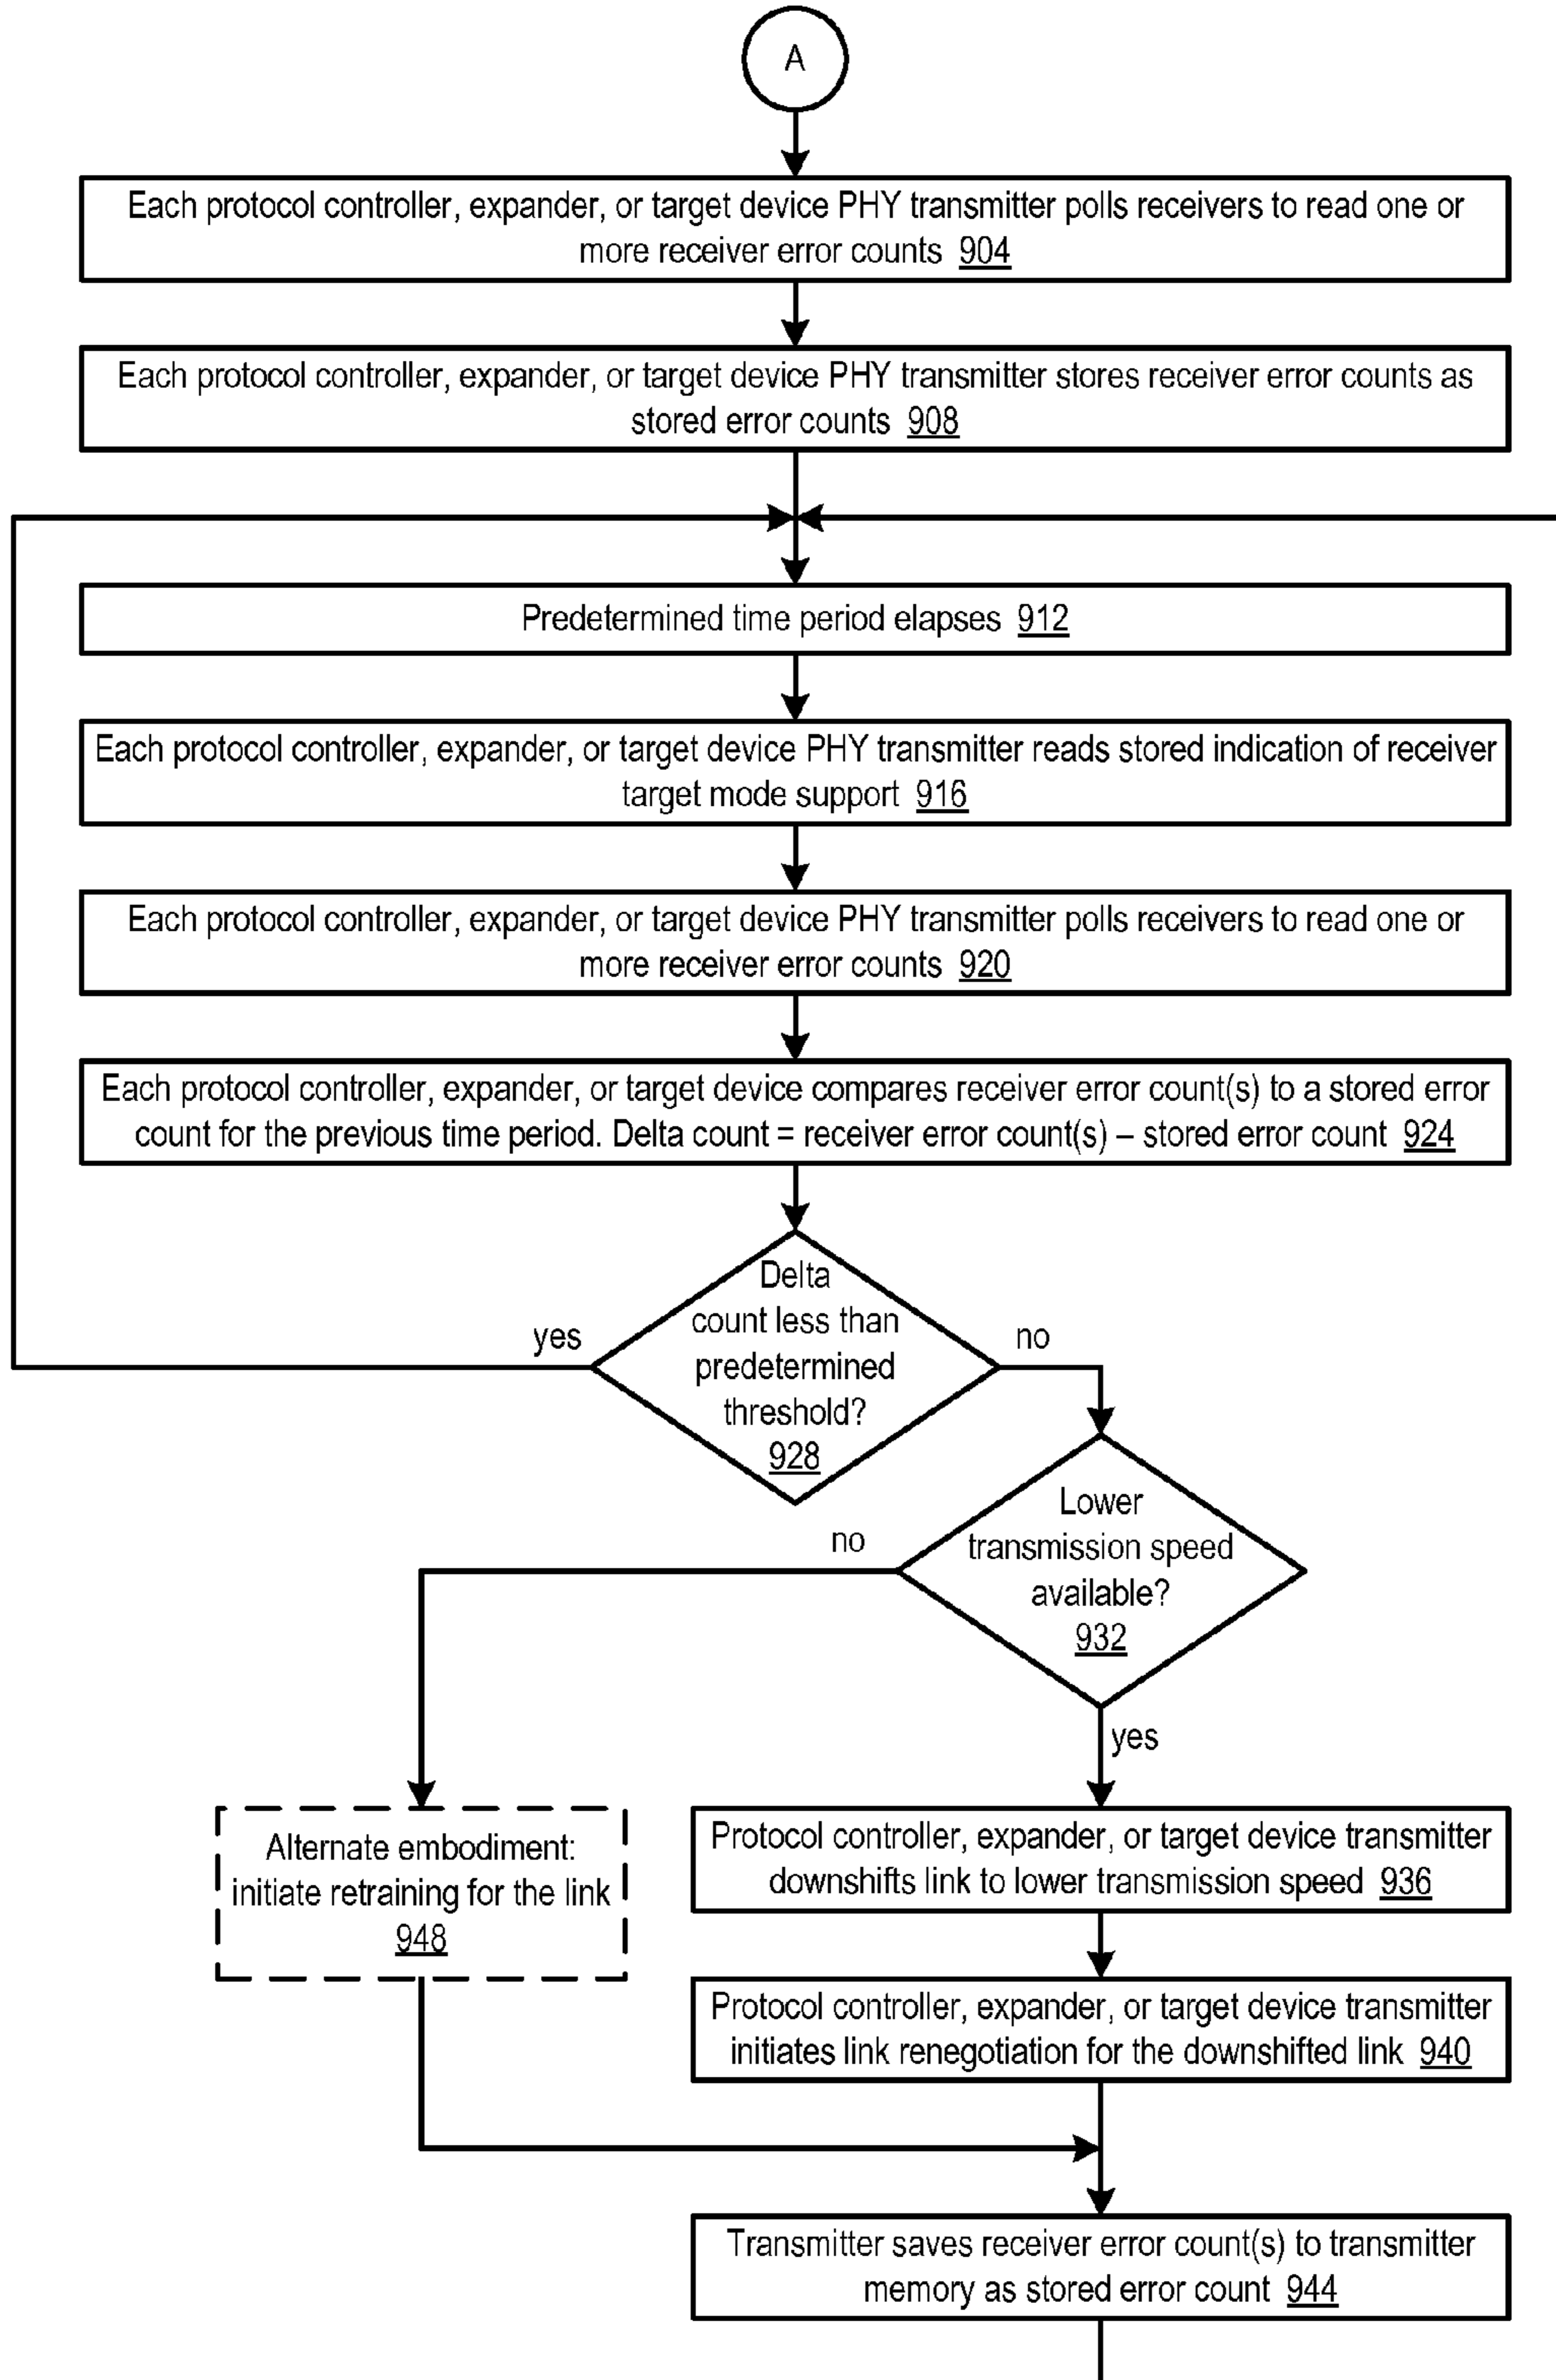 A
Each protocol controller, expander, or target device PHY transmitter polls receivers to read one or
more receiver error counts 904
Each protocol controller, expander, or target device PHY transmitter stores receiver error counts as
stored error counts 908
Predetermined time period elapses 912
Each protocol controller, expander, or target device PHY transmitter reads stored indication of receiver
target mode support 916
Each protocol controller, expander, or target device PHY transmitter polls receivers to read one or
more receiver error counts 920
Each protocol controller, expander, or target device compares receiver error count(s) to a stored error
count for the previous time period. Delta count = receiver error count(s) – stored error count 924
Delta
count less than
predetermined
threshold?
928
yes
no
Lower
transmission speed
available?
932
no
yes
Alternate embodiment:
initiate retraining for the link
948
Protocol controller, expander, or target device transmitter
downshifts link to lower transmission speed 936
Protocol controller, expander, or target device transmitter
initiates link renegotiation for the downshifted link 940
Transmitter saves receiver error count(s) to transmitter
memory as stored error count 944